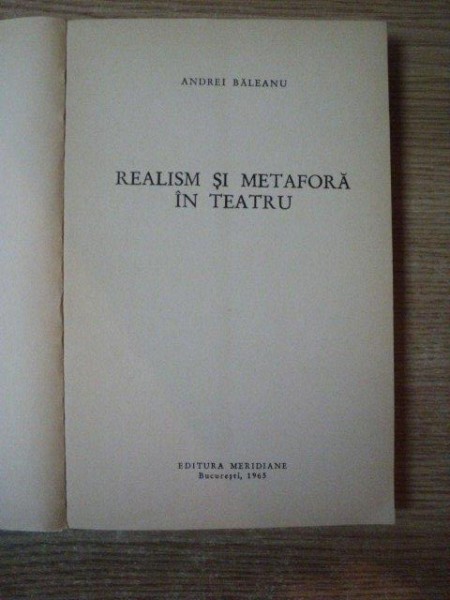 ANDREI BĂLEANU
REALISM ŞI METAFORĂ
ÎN TEATRU
EDITURA MERIDIANE
Bucureşti, 1965